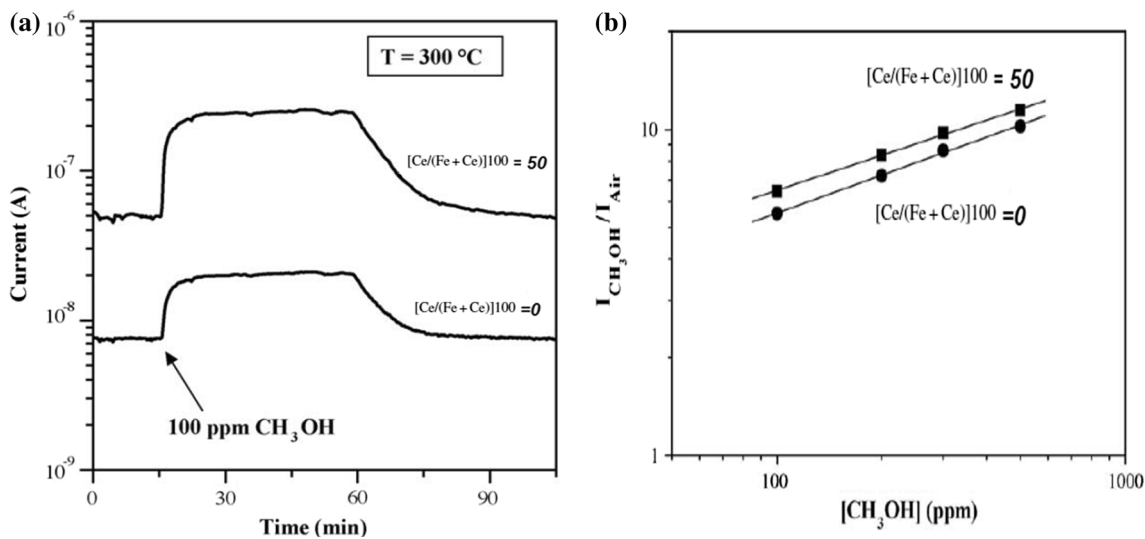 (a)
10⁻⁶
10⁻⁷
10⁻⁸
10⁻⁹
Current (A)
T = 300 °C
[Ce/(Fe + Ce)]100 = 50
[Ce/(Fe + Ce)]100 =0
100 ppm CH₃OH
0
30
60
90
Time (min)
(b)
10
1
I_CH₃OH / I_Air
[Ce/(Fe + Ce)]100 = 50
[Ce/(Fe + Ce)]100 =0
100
1000
[CH₃OH] (ppm)